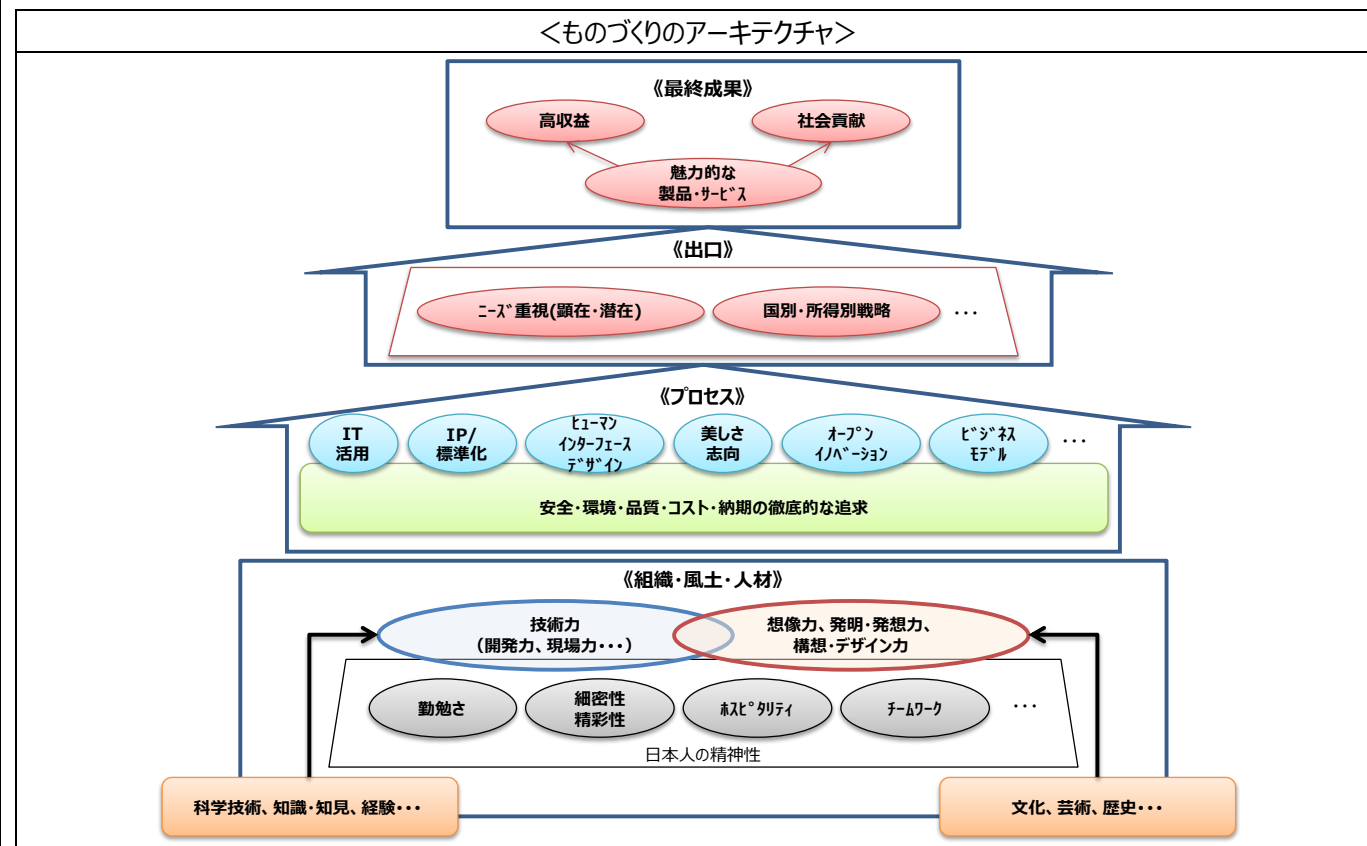 ＜ものづくりのアーキテクチャ＞
《最終成果》
高収益
社会貢献
魅力的な
製品・ｻｰﾋﾞｽ
《出口》
ﾆｰｽﾞ重視(顕在・潜在)
国別・所得別戦略
･･･
《プロセス》
IT
活用
IP/
標準化
ﾋｭｰﾏﾝ
ｲﾝﾀｰﾌｪｰｽ
ﾃﾞｻﾞｲﾝ
美しさ
志向
ｵｰﾌﾟﾝ
ｲﾉﾍﾞｰｼｮﾝ
ﾋﾞｼﾞﾈｽ
ﾓﾃﾞﾙ
･･･
安全・環境・品質・コスト・納期の徹底的な追求
《組織・風土・人材》
技術力
（開発力、現場力・・・）
想像力、発明・発想力、
構想・デザイン力
勤勉さ
細密性
精彩性
ﾎｽﾋﾟﾀﾘﾃｨ
ﾁｰﾑﾜｰｸ
･･･
日本人の精神性
科学技術、知識・知見、経験・・・
文化、芸術、歴史・・・